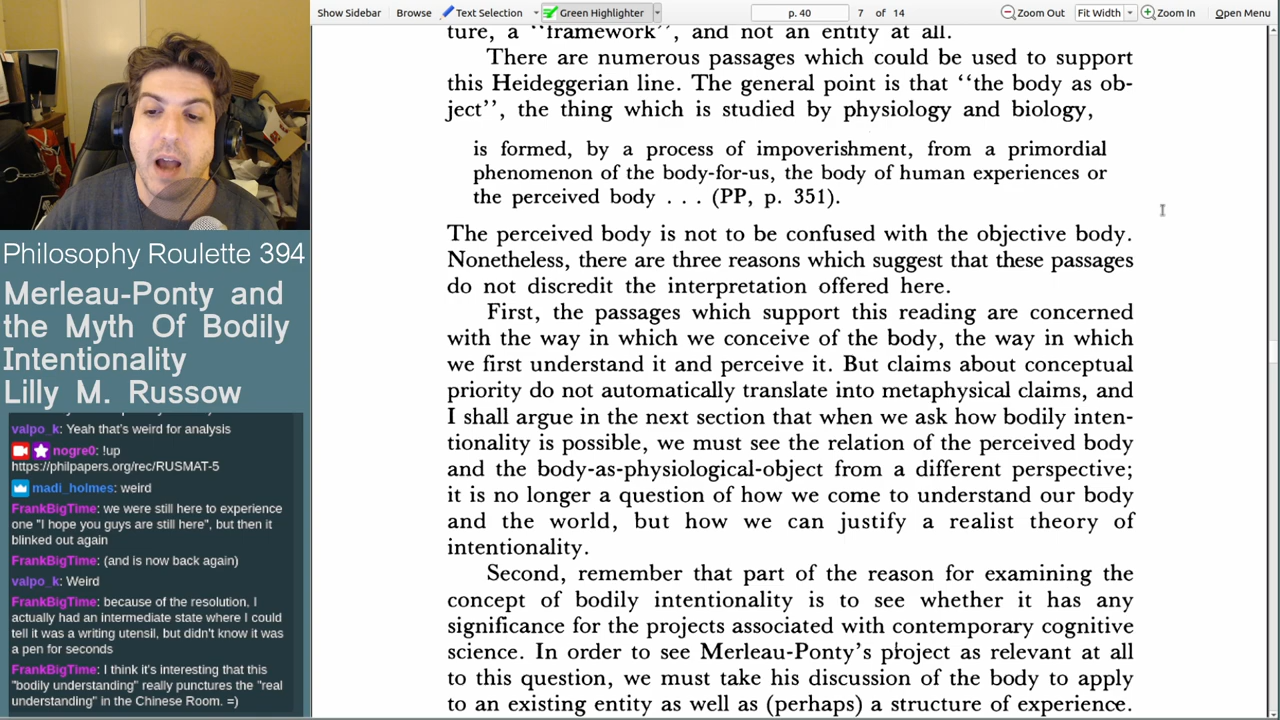 Show Sidebar Browse Text Selection Green Highlighter p. 40 7 of 14 Zoom Out Fit Width Zoom In Open Menu
ture, a ‘‘framework’’, and not an entity at all.
There are numerous passages which could be used to support
this Heideggerian line. The general point is that ‘‘the body as ob-
ject’’, the thing which is studied by physiology and biology,
is formed, by a process of impoverishment, from a primordial
phenomenon of the body-for-us, the body of human experiences or
the perceived body . . . (PP, p. 351).
The perceived body is not to be confused with the objective body.
Nonetheless, there are three reasons which suggest that these passages
do not discredit the interpretation offered here.
First, the passages which support this reading are concerned
with the way in which we conceive of the body, the way in which
we first understand it and perceive it. But claims about conceptual
priority do not automatically translate into metaphysical claims, and
I shall argue in the next section that when we ask how bodily inten-
tionality is possible, we must see the relation of the perceived body
and the body-as-physiological-object from a different perspective;
it is no longer a question of how we come to understand our body
and the world, but how we can justify a realist theory of
intentionality.
Second, remember that part of the reason for examining the
concept of bodily intentionality is to see whether it has any
significance for the projects associated with contemporary cognitive
science. In order to see Merleau-Ponty's project as relevant at all
to this question, we must take his discussion of the body to apply
to an existing entity as well as (perhaps) a structure of experience.
Philosophy Roulette 394
Merleau-Ponty and
the Myth Of Bodily
Intentionality
Lilly M. Russow
valpo_k: Yeah that's weird for analysis
nogre0: !up
https://philpapers.org/rec/RUSMAT-5
madi_holmes: weird
FrankBigTime: we were still here to experience
one "I hope you guys are still here", but then it
blinked out again
FrankBigTime: (and is now back again)
valpo_k: Weird
FrankBigTime: because of the resolution, I
actually had an intermediate state where I could
tell it was a writing utensil, but didn't know it was
a pen for seconds
FrankBigTime: I think it's interesting that this
"bodily understanding" really punctures the "real
understanding" in the Chinese Room. =)